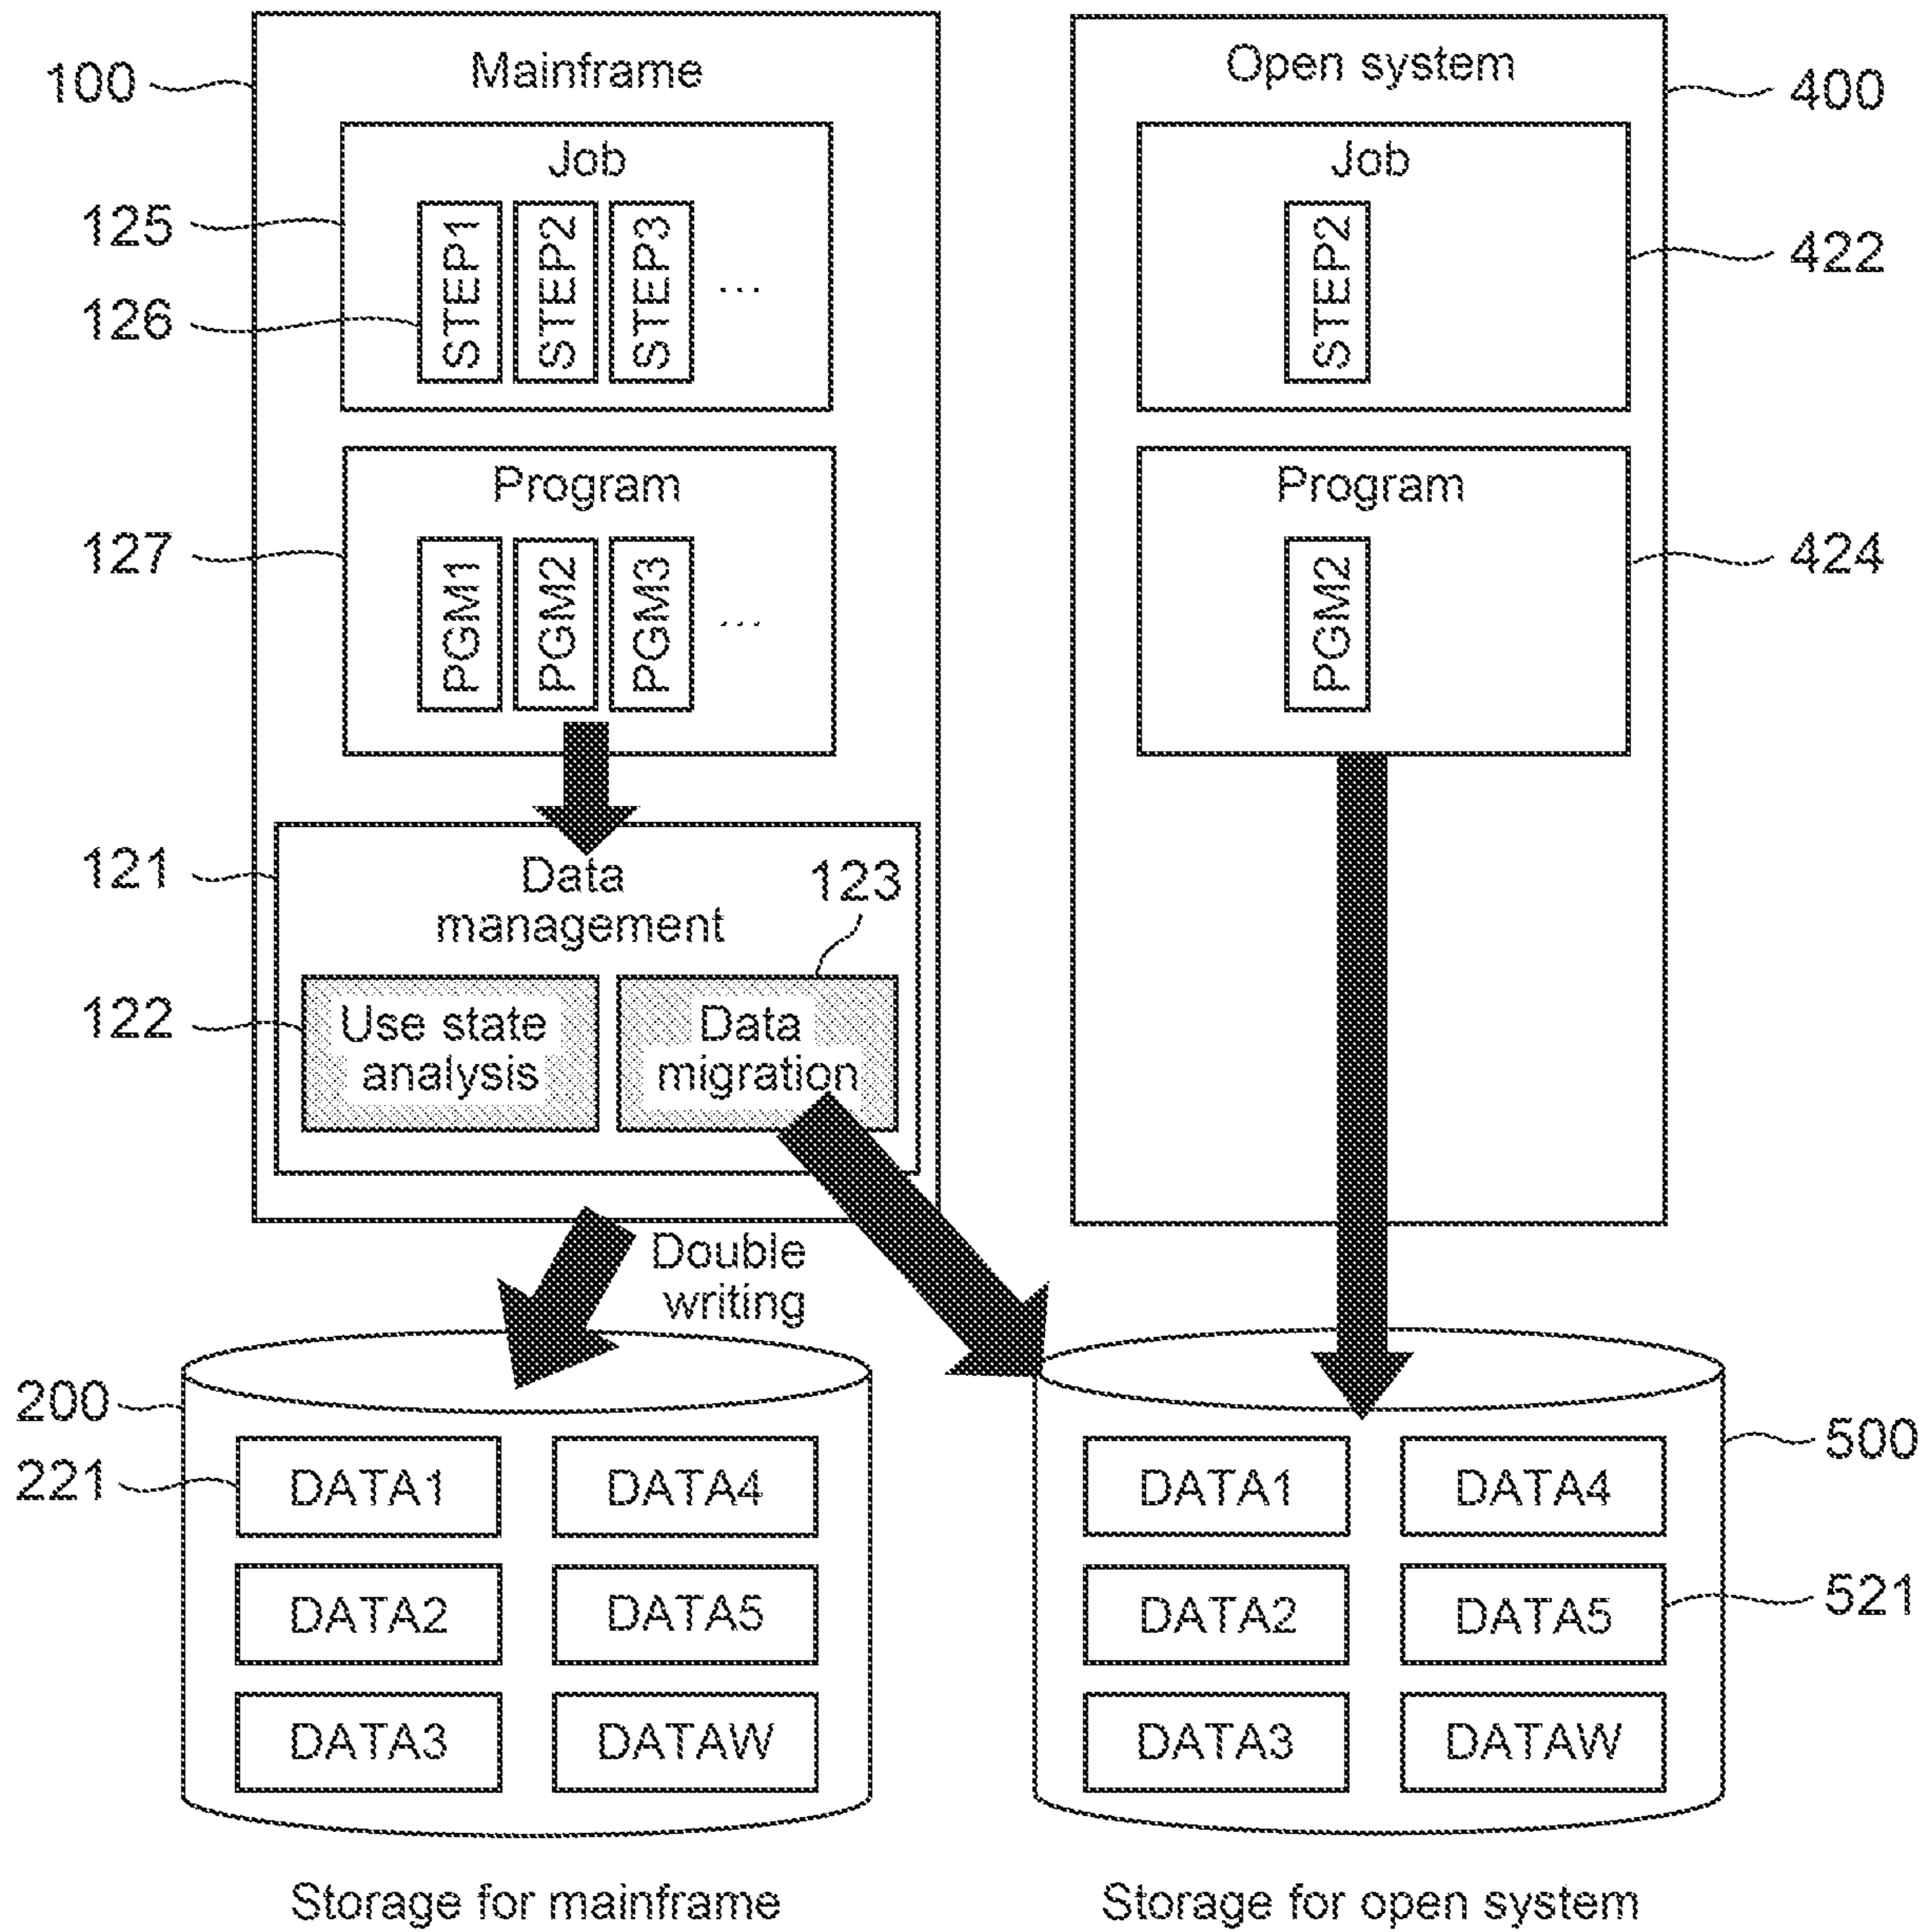 Mainframe
100
Job
125
STEP1
STEP2
STEP3
...
126
Program
127
PGM1
PGM2
PGM3
...
121
Data
management
123
122
Use state
analysis
Data
migration
Open system
400
Job
STEP2
422
Program
PGM2
424
Double
writing
200
221
DATA1
DATA4
DATA2
DATA5
DATA3
DATAW
Storage for mainframe
500
DATA1
DATA4
DATA2
DATA5
521
DATA3
DATAW
Storage for open system